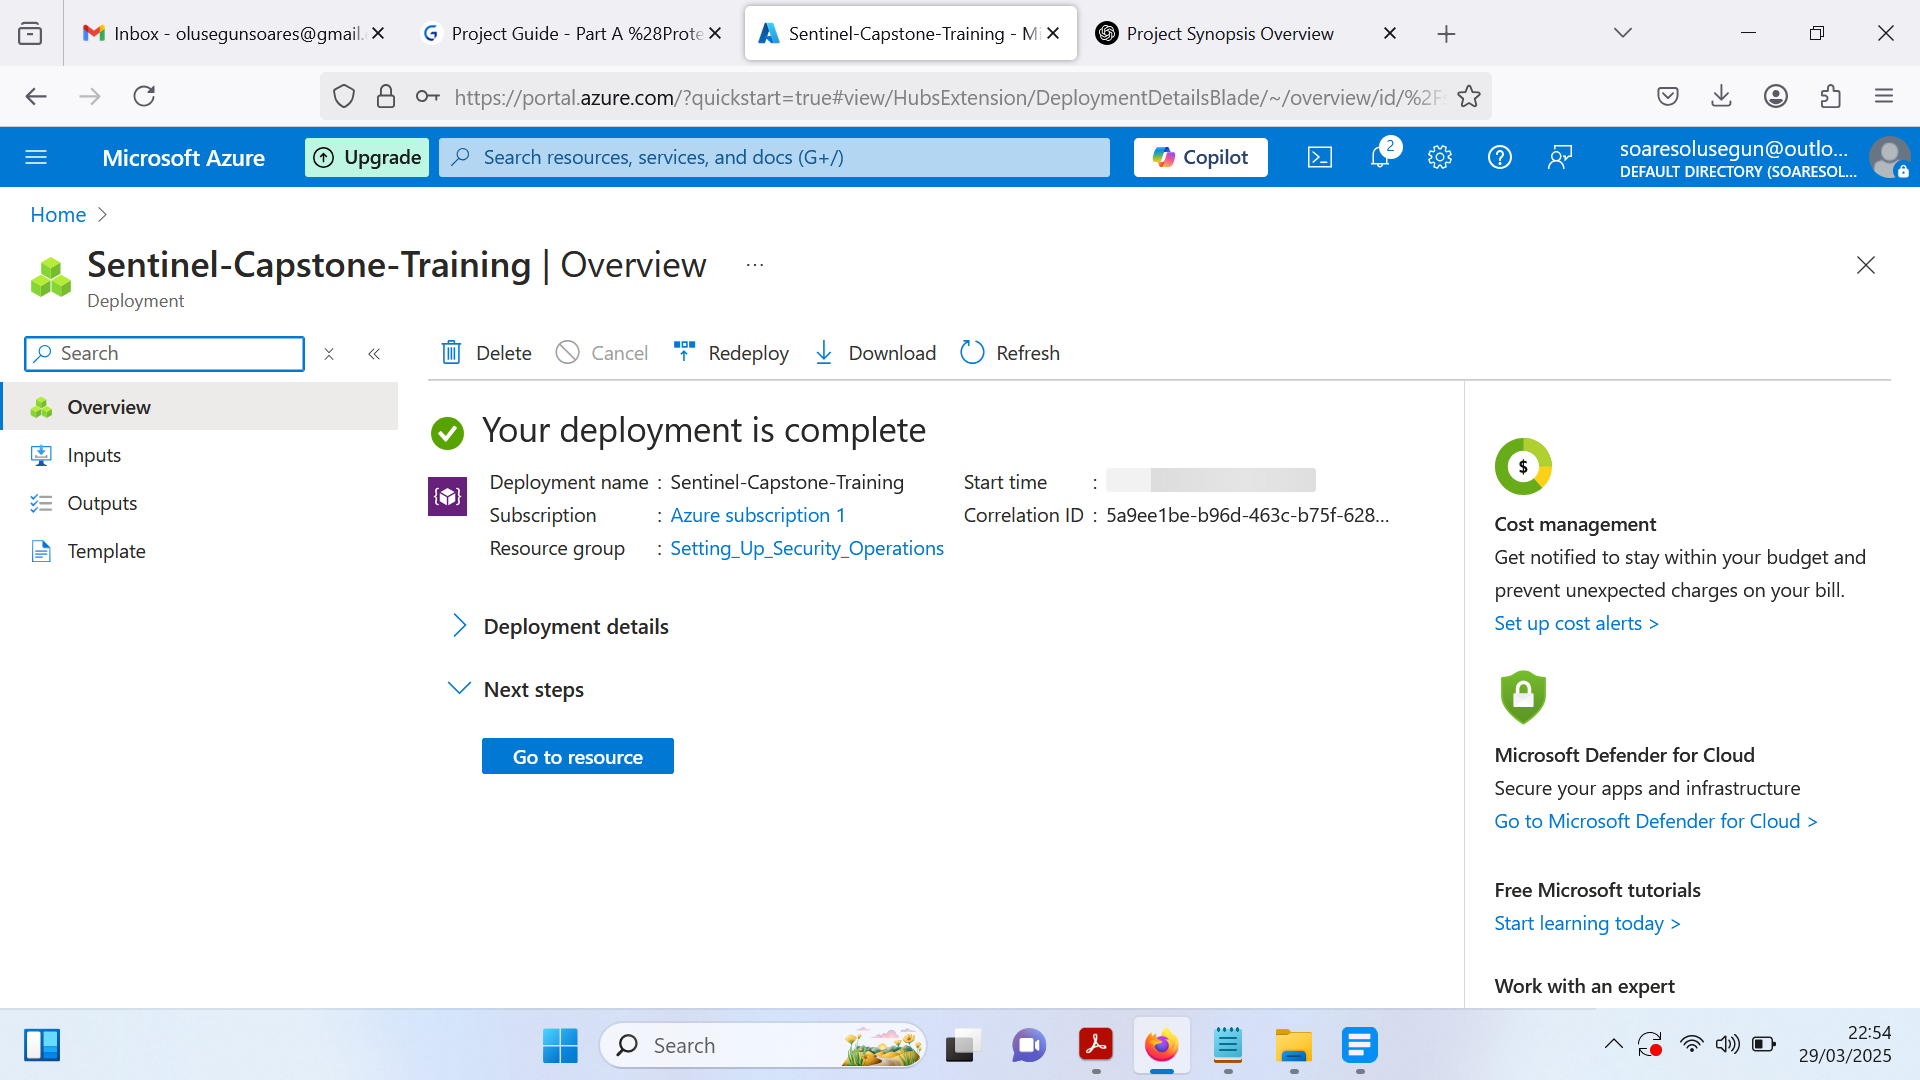 Inbox - olusegunsoares@gmail.c
Project Guide - Part A %28Prote
Sentinel-Capstone-Training - Mi
Project Synopsis Overview
https://portal.azure.com/?quickstart=true#view/HubsExtension/DeploymentDetailsBlade/~/overview/id/%2Fs
Microsoft Azure
Upgrade
Search resources, services, and docs (G+/)
Copilot
2
soaresolusegun@outlo...
DEFAULT DIRECTORY (SOARESOL...
Home
Sentinel-Capstone-Training | Overview
...
Deployment
Search
Delete
Cancel
Redeploy
Download
Refresh
Overview
Inputs
Outputs
Template
Your deployment is complete
Deployment name : Sentinel-Capstone-Training
Subscription : Azure subscription 1
Resource group : Setting_Up_Security_Operations
Start time :
Correlation ID : 5a9ee1be-b96d-463c-b75f-628...
Deployment details
Next steps
Go to resource
$
Cost management
Get notified to stay within your budget and
prevent unexpected charges on your bill.
Set up cost alerts >
Microsoft Defender for Cloud
Secure your apps and infrastructure
Go to Microsoft Defender for Cloud >
Free Microsoft tutorials
Start learning today >
Work with an expert
Search
22:54
29/03/2025